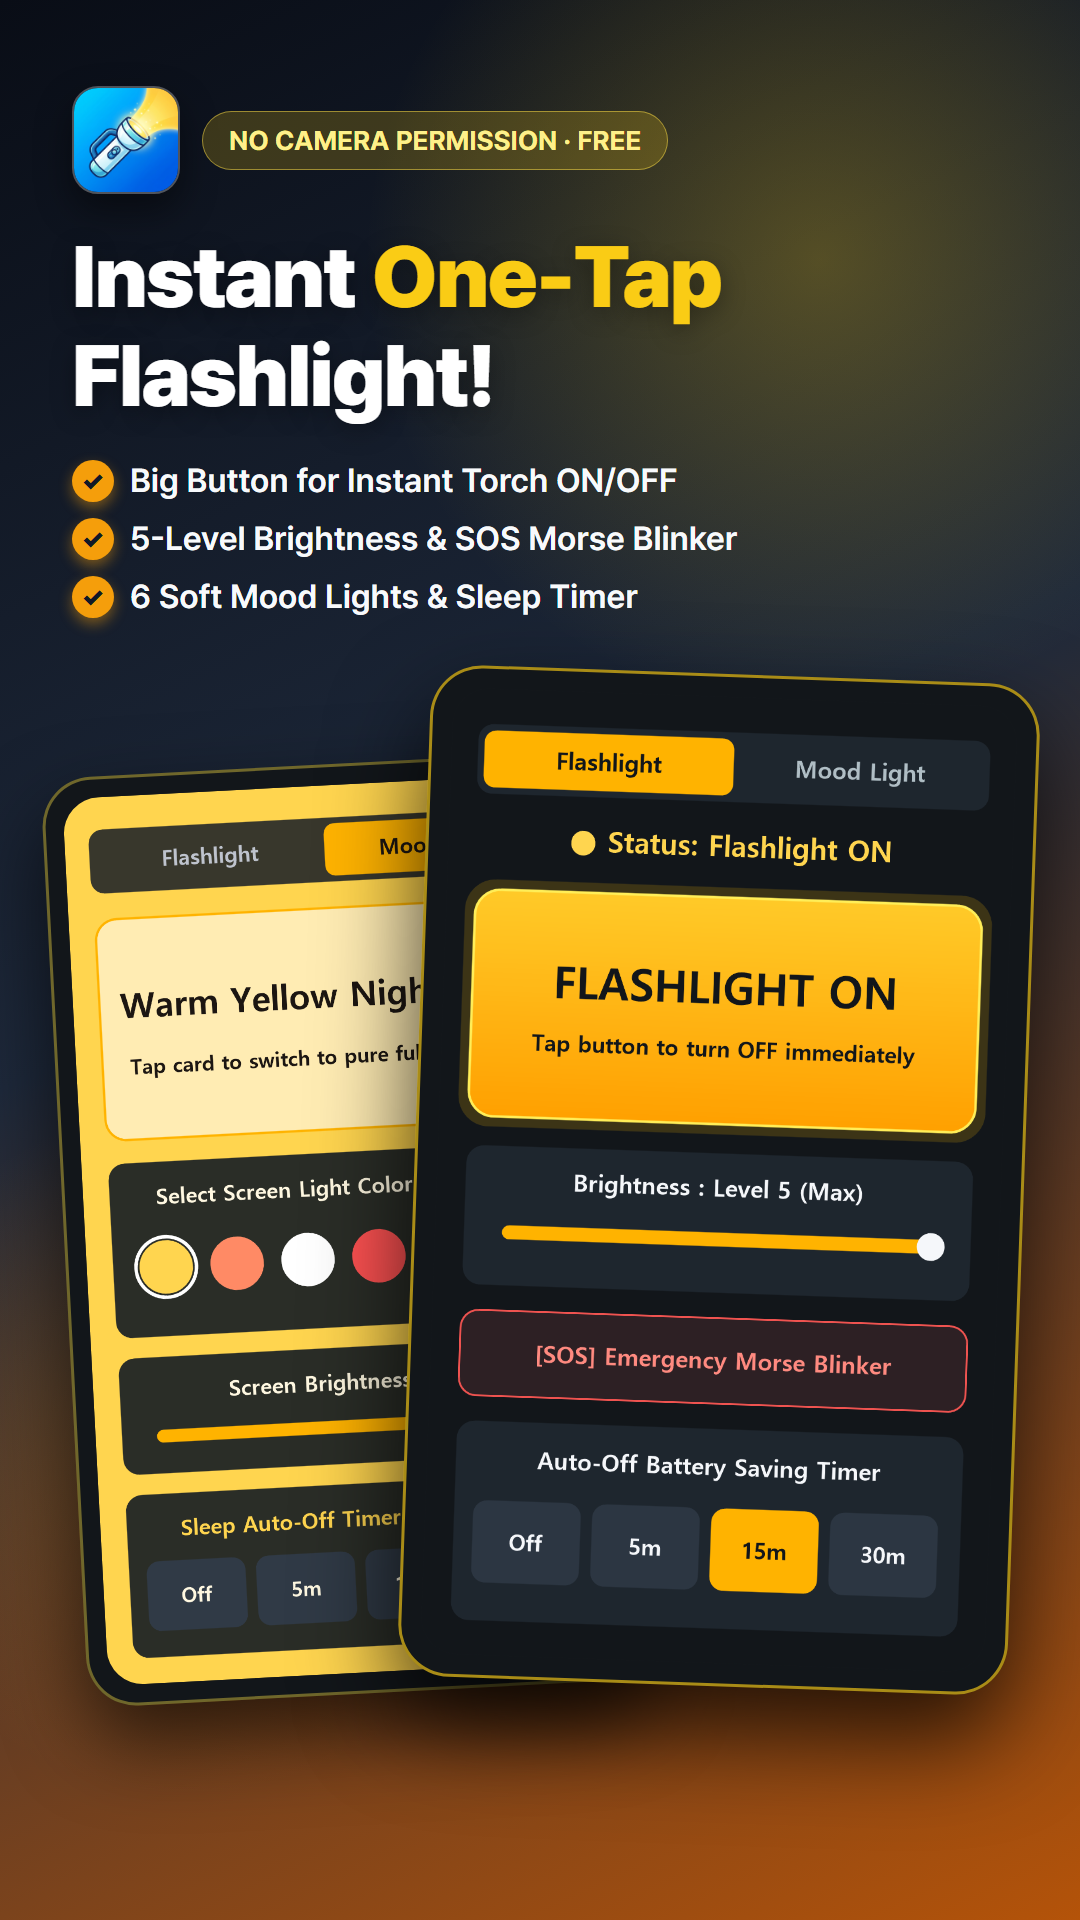 NO CAMERA PERMISSION · FREE
Instant One-Tap
Flashlight!
Big Button for Instant Torch ON/OFF
5-Level Brightness & SOS Morse Blinker
6 Soft Mood Lights & Sleep Timer
Flashlight
Warm Yellow
Tap card to switch to pure
Select Screen Light Color
Screen Brightness
Sleep Auto-Off Timer
Off 5m
Flashlight Mood Light
Status: Flashlight ON
FLASHLIGHT ON
Tap button to turn OFF immediately
Brightness : Level 5 (Max)
[SOS] Emergency Morse Blinker
Auto-Off Battery Saving Timer
Off 5m 15m 30m